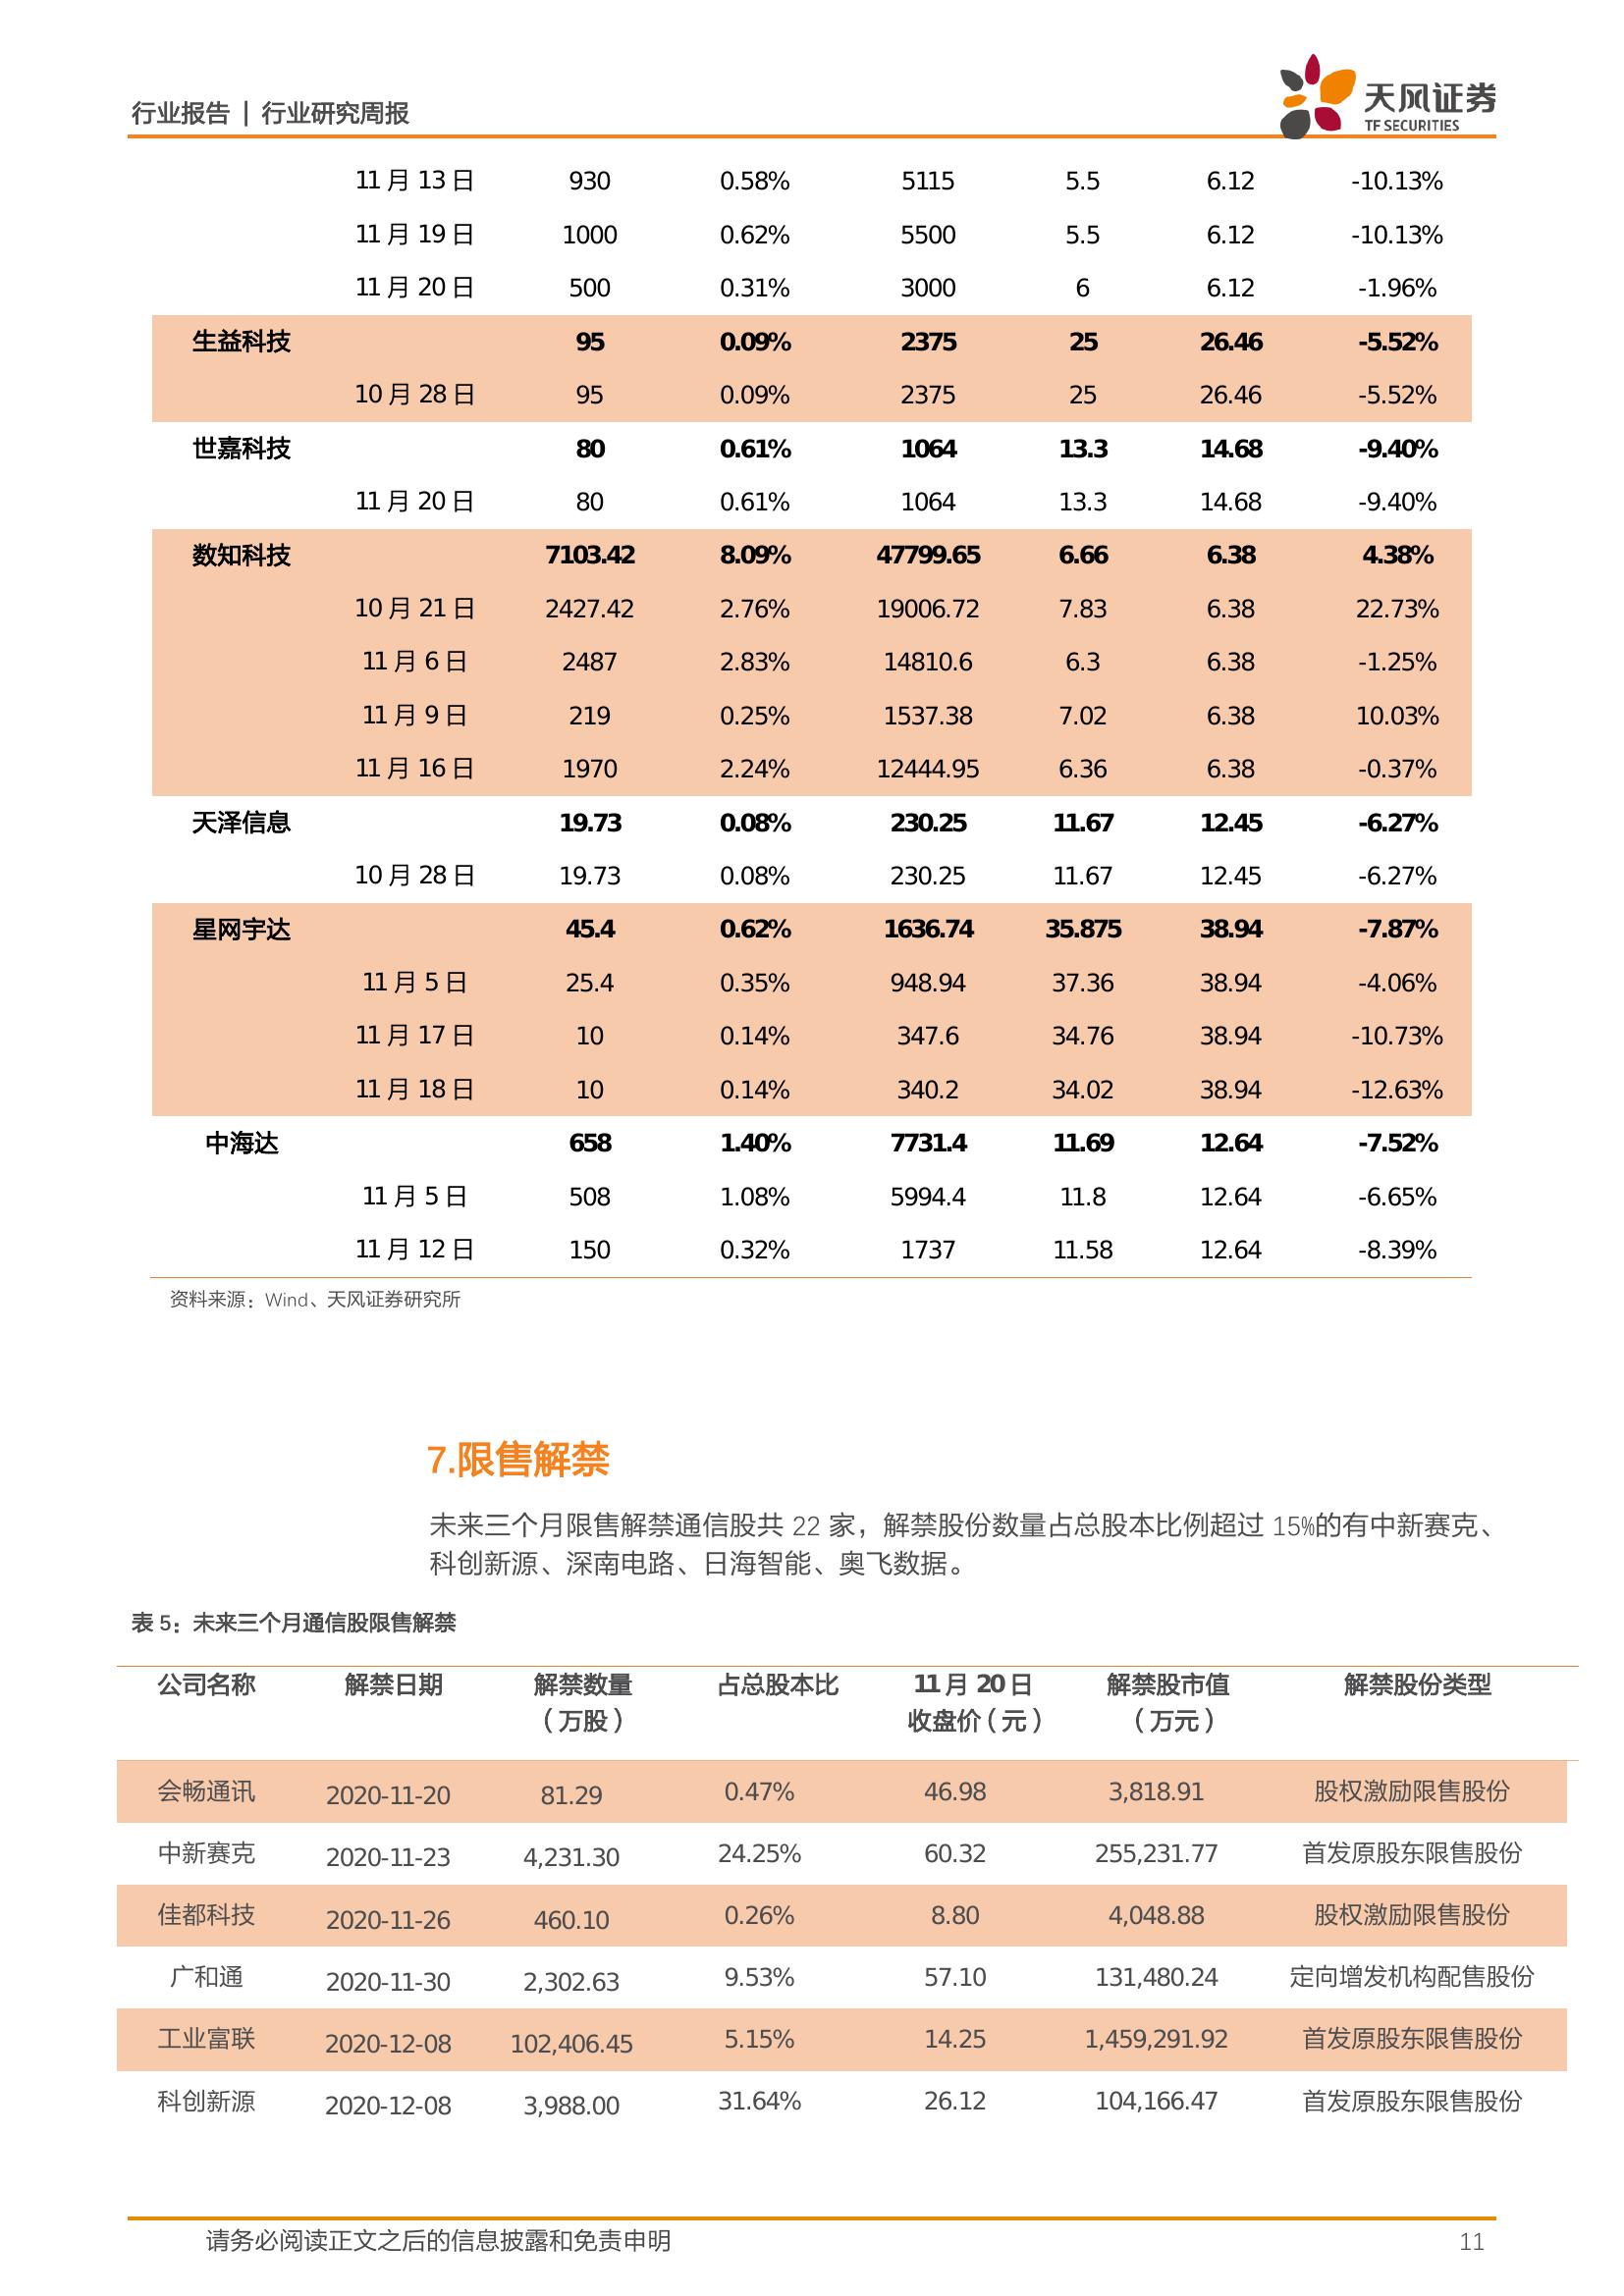 行业报告 | 行业研究周报
天风证券
TF SECURITIES
11 月 13 日 930 0.58% 5115 5.5 6.12 -10.13%
11 月 19 日 1000 0.62% 5500 5.5 6.12 -10.13%
11 月 20 日 500 0.31% 3000 6 6.12 -1.96%
生益科技 95 0.09% 2375 25 26.46 -5.52%
10 月 28 日 95 0.09% 2375 25 26.46 -5.52%
世嘉科技 80 0.61% 1064 13.3 14.68 -9.40%
11 月 20 日 80 0.61% 1064 13.3 14.68 -9.40%
数知科技 7103.42 8.09% 47799.65 6.66 6.38 4.38%
10 月 21 日 2427.42 2.76% 19006.72 7.83 6.38 22.73%
11 月 6 日 2487 2.83% 14810.6 6.3 6.38 -1.25%
11 月 9 日 219 0.25% 1537.38 7.02 6.38 10.03%
11 月 16 日 1970 2.24% 12444.95 6.36 6.38 -0.37%
天泽信息 19.73 0.08% 230.25 11.67 12.45 -6.27%
10 月 28 日 19.73 0.08% 230.25 11.67 12.45 -6.27%
星网宇达 45.4 0.62% 1636.74 35.875 38.94 -7.87%
11 月 5 日 25.4 0.35% 948.94 37.36 38.94 -4.06%
11 月 17 日 10 0.14% 347.6 34.76 38.94 -10.73%
11 月 18 日 10 0.14% 340.2 34.02 38.94 -12.63%
中海达 658 1.40% 7731.4 11.69 12.64 -7.52%
11 月 5 日 508 1.08% 5994.4 11.8 12.64 -6.65%
11 月 12 日 150 0.32% 1737 11.58 12.64 -8.39%
资料来源：Wind、天风证券研究所
7.限售解禁
未来三个月限售解禁通信股共 22 家，解禁股份数量占总股本比例超过 15%的有中新赛克、
科创新源、深南电路、日海智能、奥飞数据。
表 5：未来三个月通信股限售解禁
公司名称 解禁日期 解禁数量 占总股本比 11 月 20 日 解禁股市值 解禁股份类型
（万股） 收盘价（元） （万元）
会畅通讯 2020-11-20 81.29 0.47% 46.98 3,818.91 股权激励限售股份
中新赛克 2020-11-23 4,231.30 24.25% 60.32 255,231.77 首发原股东限售股份
佳都科技 2020-11-26 460.10 0.26% 8.80 4,048.88 股权激励限售股份
广和通 2020-11-30 2,302.63 9.53% 57.10 131,480.24 定向增发机构配售股份
工业富联 2020-12-08 102,406.45 5.15% 14.25 1,459,291.92 首发原股东限售股份
科创新源 2020-12-08 3,988.00 31.64% 26.12 104,166.47 首发原股东限售股份
请务必阅读正文之后的信息披露和免责申明 11